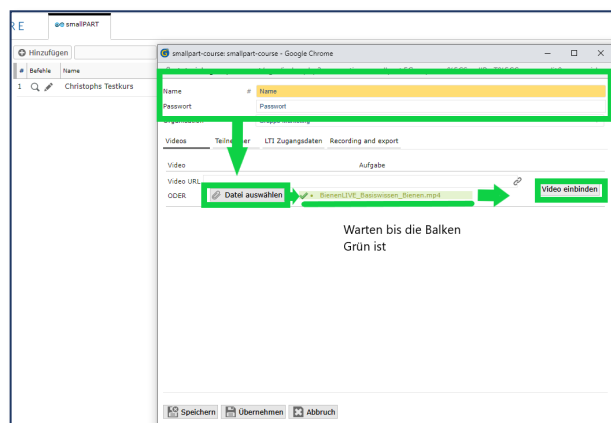 R E
smallPART
Hinzufügen
# Befehle Name
1 Christophs Testkurs
smallpart-course: smallpart-course - Google Chrome
Name # Name
Passwort Passwort
Videos Teilnehmer LTI Zugangsdaten Recording and export
Video Aufgabe
Video URL
ODER Datei auswählen BienenLIVE_Basiswissen_Bienen.mp4 Video einbinden
Warten bis die Balken
Grün ist
Speichern Übernehmen Abbruch